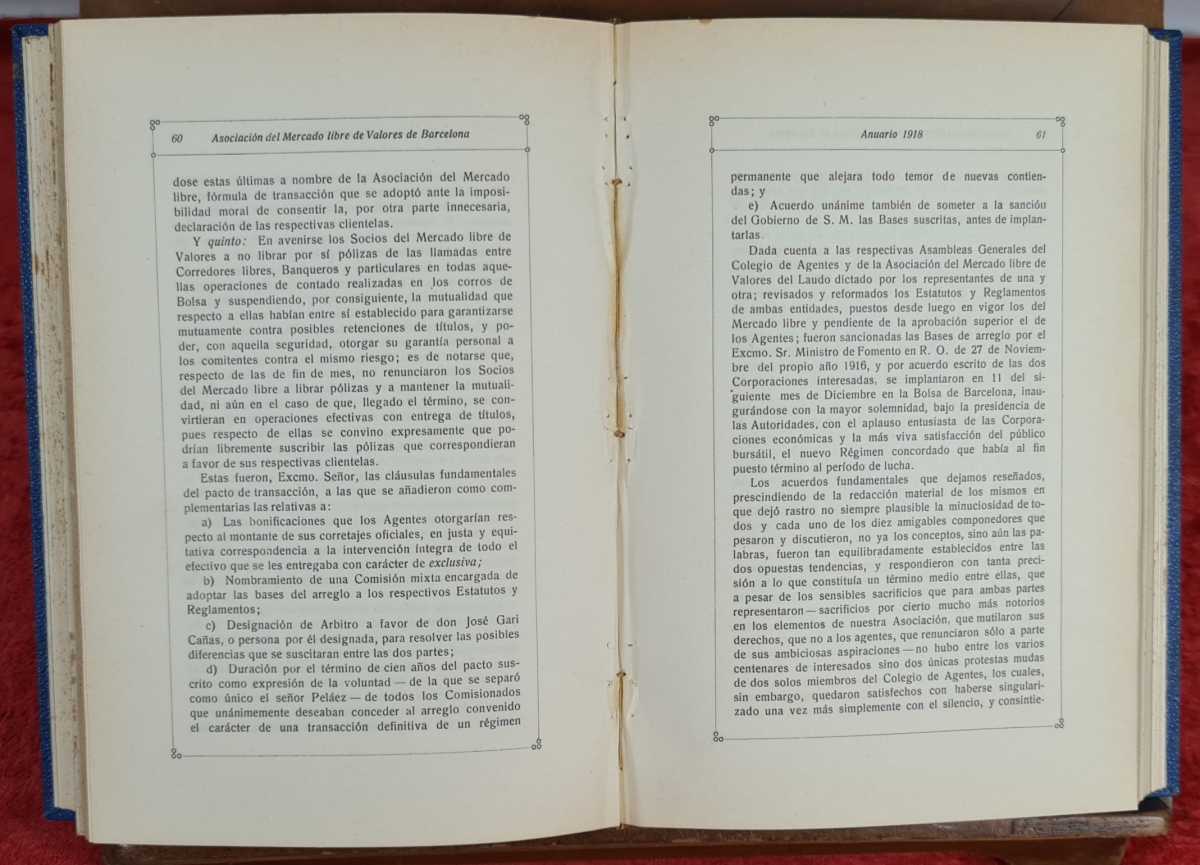 60 Asociación del Mercado libre de Valores de Barcelona
dose estas últimas a nombre de la Asociación del Mercado
libre, fórmula de transacción que se adoptó ante la imposi-
bilidad moral de consentir la, por otra parte innecesaria,
declaración de las respectivas clientelas.
Y quinto: En avenirse los Socios del Mercado libre de
Valores a no librar por sí pólizas de las llamadas entre
Corredores libres, Banqueros y particulares en todas aque-
llas operaciones de contado realizadas en los corros de
Bolsa y suspendiendo, por consiguiente, la mutualidad que
respecto a ellas habían entre sí establecido para garantizarse
mutuamente contra posibles retenciones de títulos, y po-
der, con aquella seguridad, otorgar su garantía personal a
los comitentes contra el mismo riesgo; es de notarse que,
respecto de las de fin de mes, no renunciaron los Socios
del Mercado libre a librar pólizas y a mantener la mutuali-
dad, ni aún en el caso de que, llegado el término, se con-
virtieran en operaciones efectivas con entrega de títulos,
pues respecto de ellas se convino expresamente que po-
drían libremente suscribir las pólizas que correspondieran
a favor de sus respectivas clientelas.
Estas fueron, Excmo. Señor, las cláusulas fundamentales
del pacto de transacción, a las que se añadieron como com-
plementarias las relativas a:
a) Las bonificaciones que los Agentes otorgarían res-
pecto al montante de sus corretajes oficiales, en justa y equi-
tativa correspondencia a la intervención íntegra de todo el
efectivo que se les entregaba con carácter de exclusiva;
b) Nombramiento de una Comisión mixta encargada de
adoptar las bases del arreglo a los respectivos Estatutos y
Reglamentos;
c) Designación de Arbitro a favor de don José Gari
Cañas, o persona por él designada, para resolver las posibles
diferencias que se suscitaran entre las dos partes;
d) Duración por el término de cien años del pacto sus-
crito como expresión de la voluntad — de la que se separó
como único el señor Peláez — de todos los Comisionados
que unánimemente deseaban conceder al arreglo convenido
el carácter de una transacción definitiva de un régimen
Anuario 1918 61
permanente que alejara todo temor de nuevas contien-
das; y
e) Acuerdo unánime también de someter a la sanción
del Gobierno de S. M. las Bases suscritas, antes de implan-
tarlas.
Dada cuenta a las respectivas Asambleas Generales del
Colegio de Agentes y de la Asociación del Mercado libre de
Valores del Laudo dictado por los representantes de una y
otra; revisados y reformados los Estatutos y Reglamentos
de ambas entidades, puestos desde luego en vigor los del
Mercado libre y pendiente de la aprobación superior el de
los Agentes; fueron sancionadas las Bases de arreglo por el
Excmo. Sr. Ministro de Fomento en R. O. de 27 de Noviem-
bre del propio año 1916, y por acuerdo escrito de las dos
Corporaciones interesadas, se implantaron en 11 del si-
guiente mes de Diciembre en la Bolsa de Barcelona, inau-
gurándose con la mayor solemnidad, bajo la presidencia de
las Autoridades, con el aplauso entusiasta de las Corpora-
ciones económicas y la más viva satisfacción del público
bursátil, el nuevo Régimen concordado que había al fin
puesto término al período de lucha.
Los acuerdos fundamentales que dejamos reseñados,
prescindiendo de la redacción material de los mismos en
que dejó rastro no siempre plausible la minuciosidad de to-
dos y cada uno de los diez amigables componedores que
pesaron y discutieron, no ya los conceptos, sino aún las pa-
labras, fueron tan equilibradamente establecidos entre las
dos opuestas tendencias, y respondieron con tanta preci-
sión a lo que constituía un término medio entre ellas, que
a pesar de los sensibles sacrificios que para ambas partes
representaron — sacrificios por cierto mucho más notorios
en los elementos de nuestra Asociación, que mutilaron sus
derechos, que no a los agentes, que renunciaron sólo a parte
de sus ambiciosas aspiraciones — no hubo entre los varios
centenares de interesados sino dos únicas protestas mudas
de dos solos miembros del Colegio de Agentes, los cuales,
sin embargo, quedaron satisfechos con haberse singulari-
zado una vez más simplemente con el silencio, y consintie-